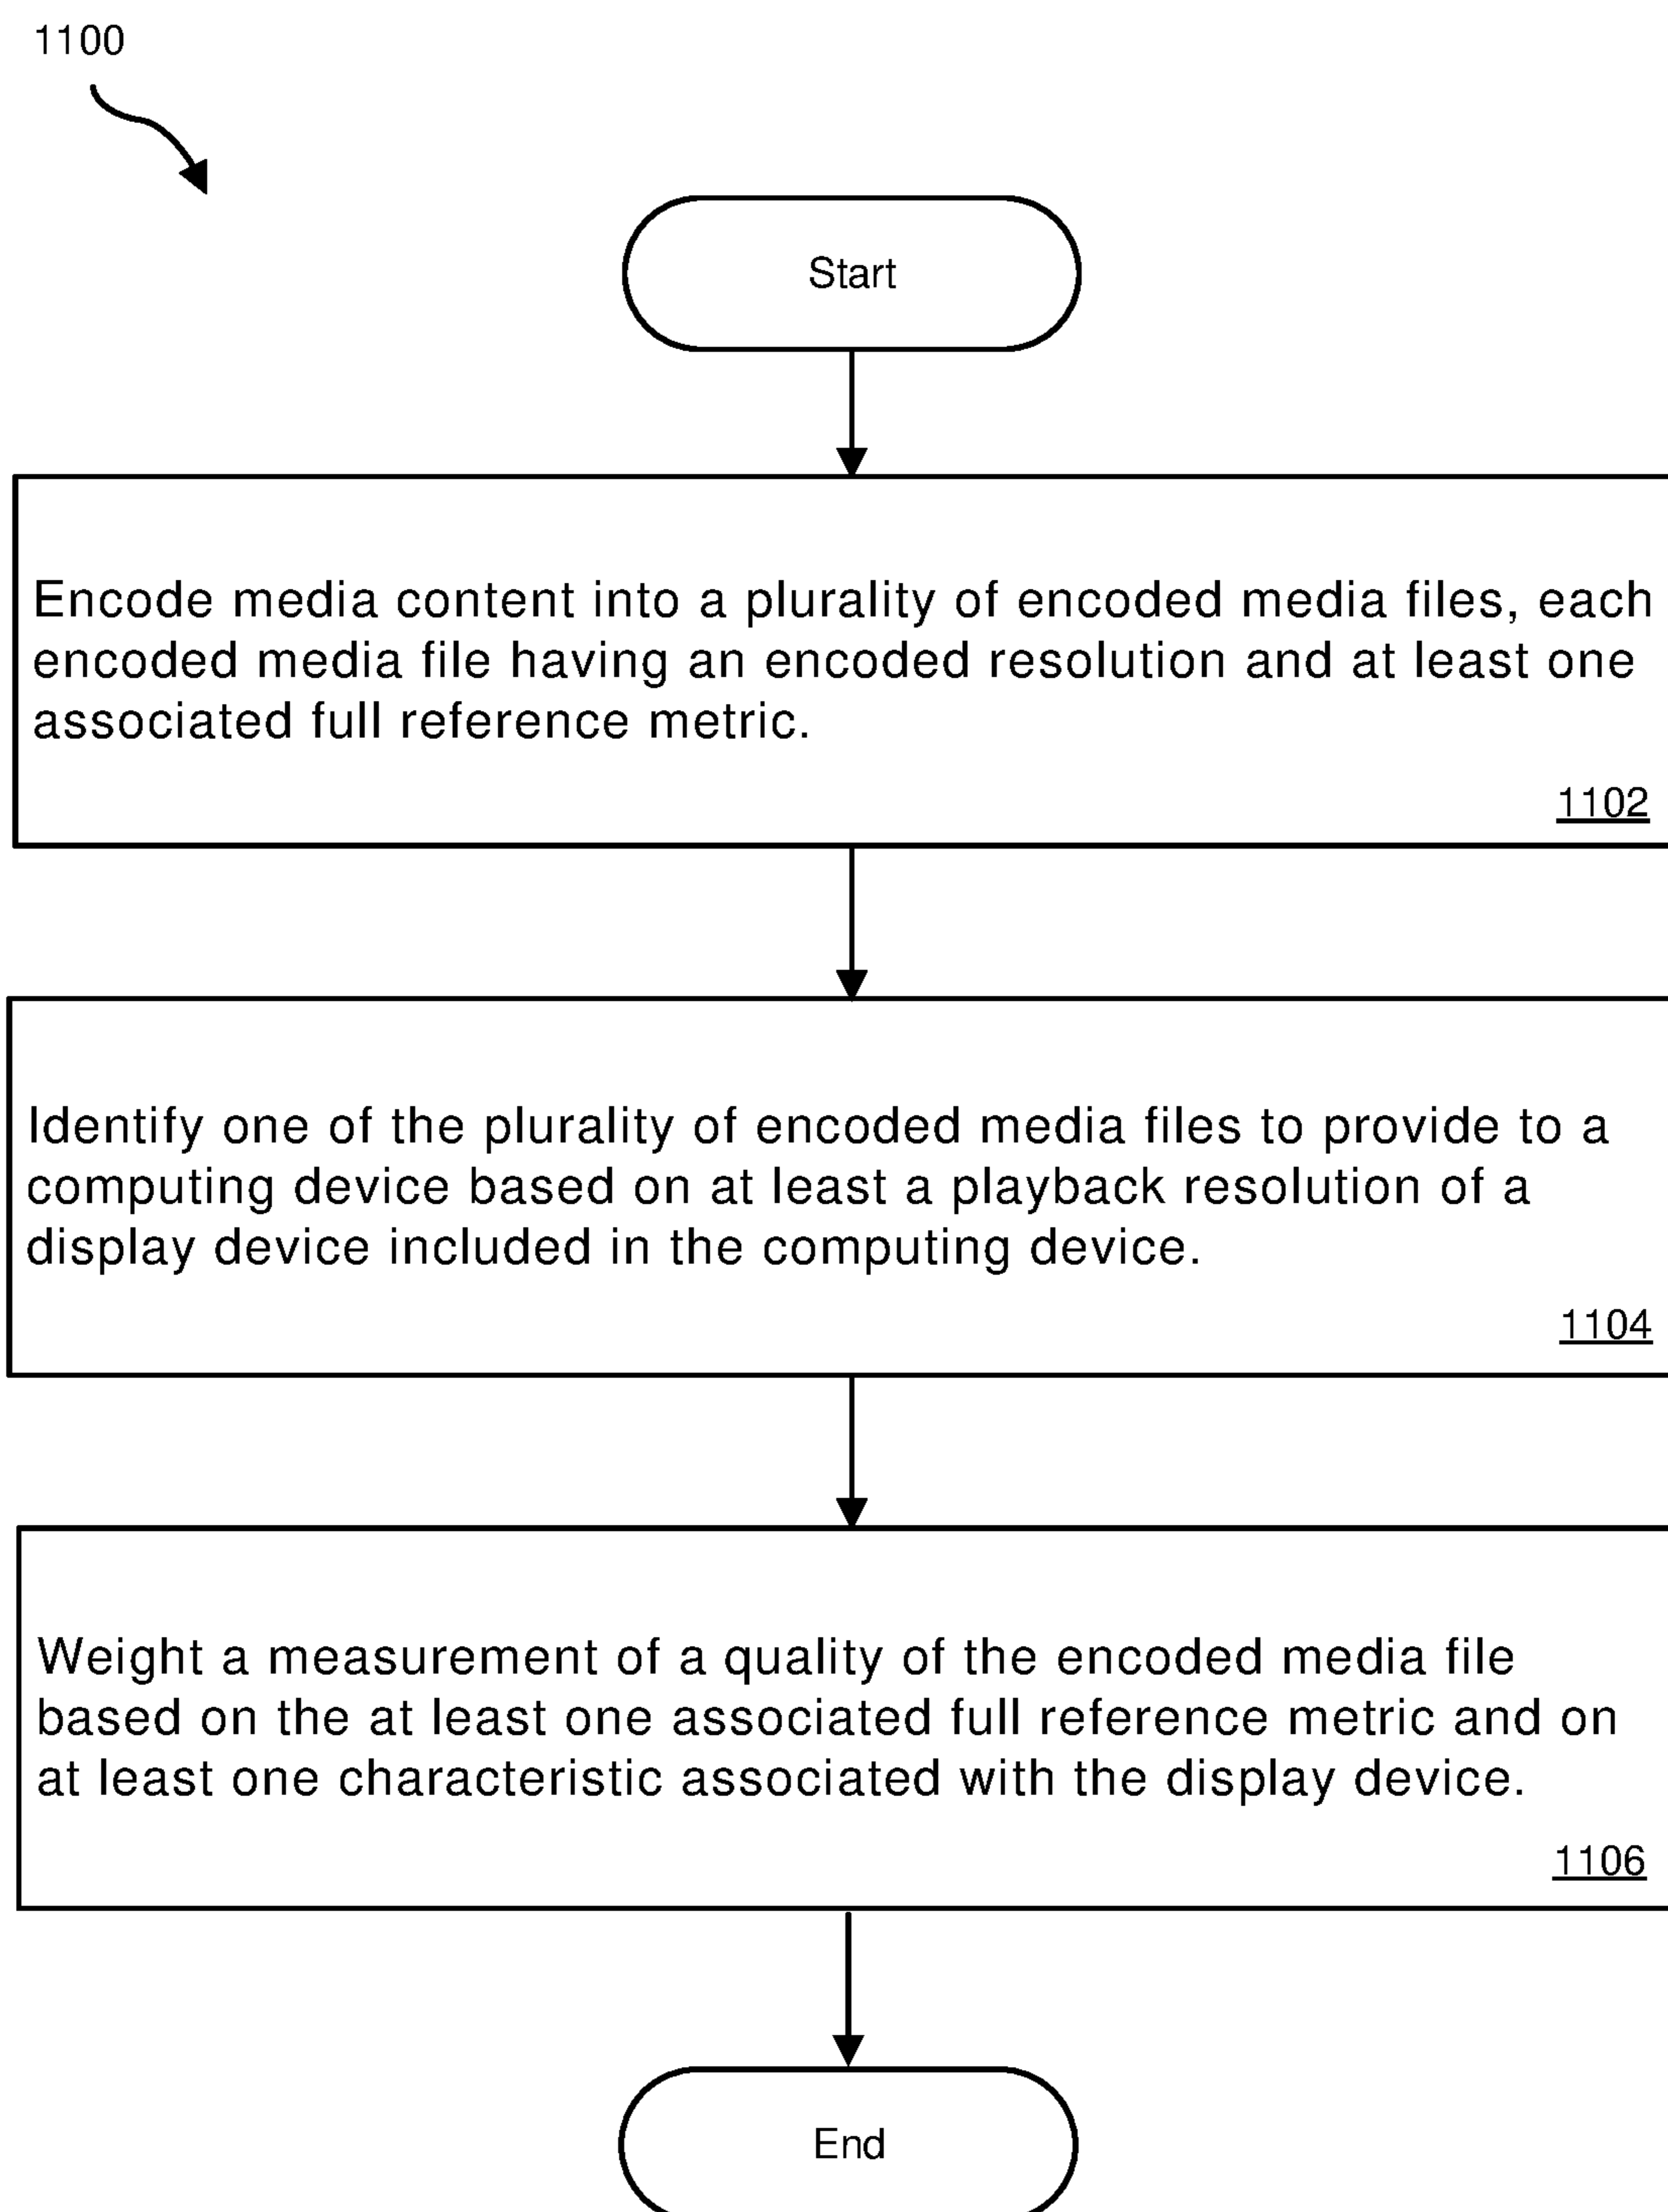 1100
Start
Encode media content into a plurality of encoded media files, each
encoded media file having an encoded resolution and at least one
associated full reference metric.
1102
Identify one of the plurality of encoded media files to provide to a
computing device based on at least a playback resolution of a
display device included in the computing device.
1104
Weight a measurement of a quality of the encoded media file
based on the at least one associated full reference metric and on
at least one characteristic associated with the display device.
1106
End